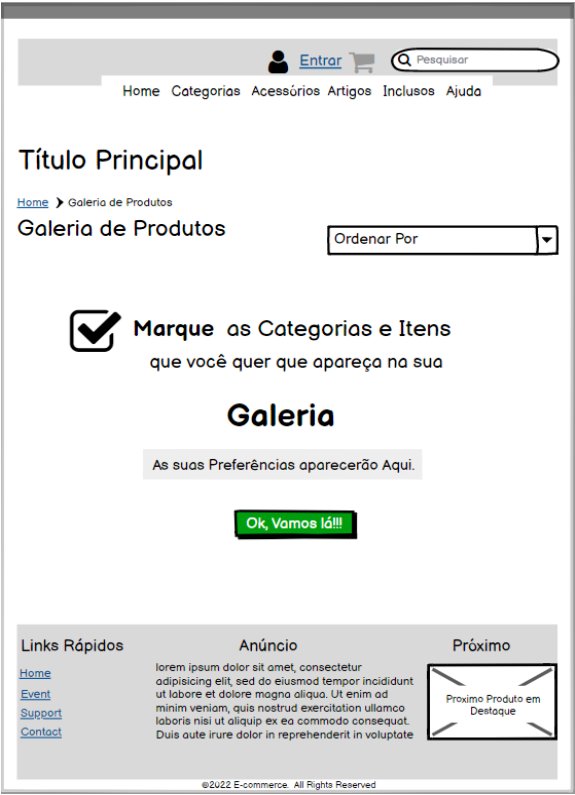 Entrar
Pesquisar
Home Categorias Acessórios Artigos Inclusos Ajuda
Título Principal
Home > Galeria de Produtos
Galeria de Produtos
Ordenar Por
Marque as Categorias e Itens
que você quer que apareça na sua
Galeria
As suas Preferências aparecerão Aqui.
Ok, Vamos lá!!!
Links Rápidos
Home
Event
Support
Contact
Anúncio
lorem ipsum dolor sit amet, consectetur
adipisicing elit, sed do eiusmod tempor incididunt
ut labore et dolore magna aliqua. Ut enim ad
minim veniam, quis nostrud exercitation ullamco
laboris nisi ut aliquip ex ea commodo consequat.
Duis aute irure dolor in reprehenderit in voluptate
Próximo
Proximo Produto em
Destaque
©2022 E-commerce. All Rights Reserved